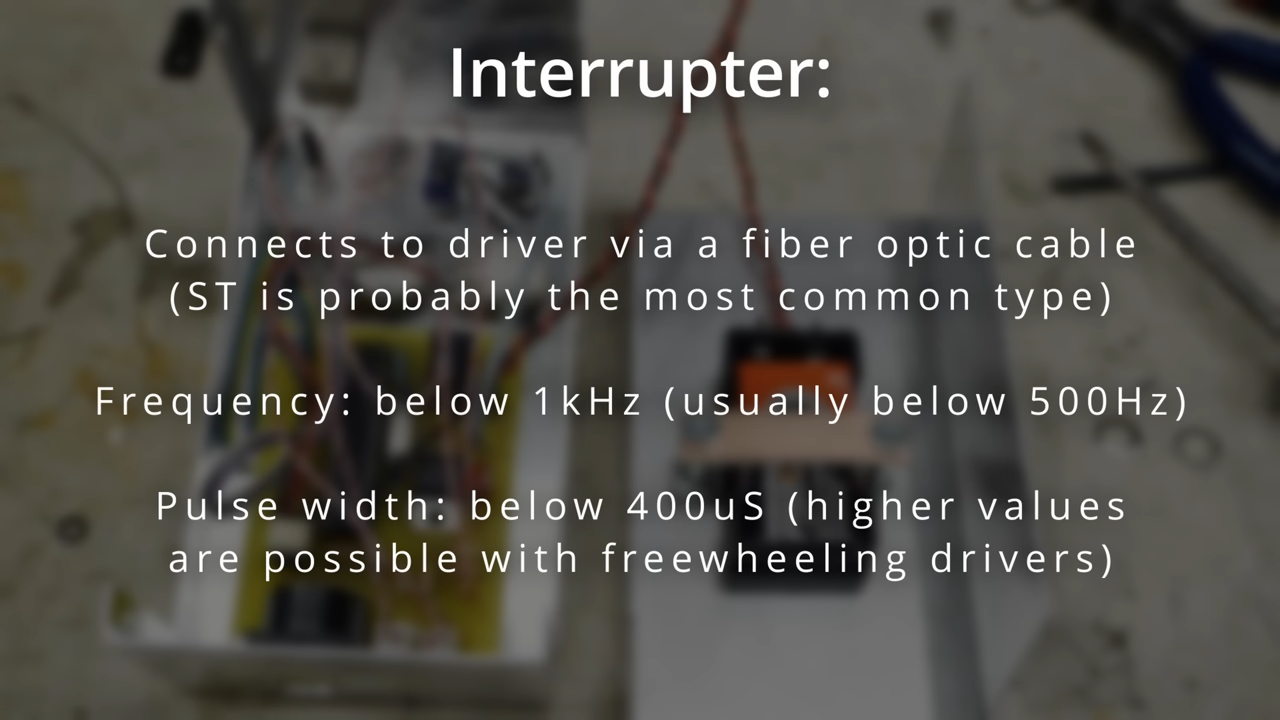 Interrupter:
Connects to driver via a fiber optic cable
(ST is probably the most common type)
Frequency: below 1kHz (usually below 500Hz)
Pulse width: below 400uS (higher values
are possible with freewheeling drivers)